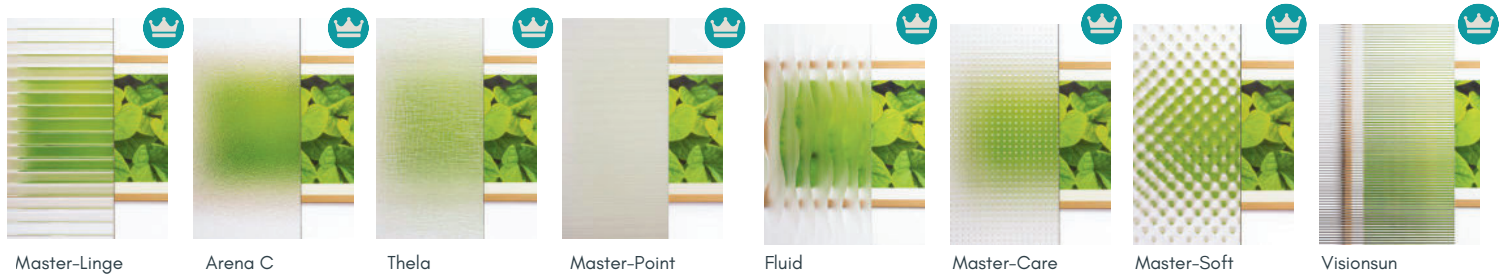 Master-Linge
Arena C
Thela
Master-Point
Fluid
Master-Care
Master-Soft
Visionsun